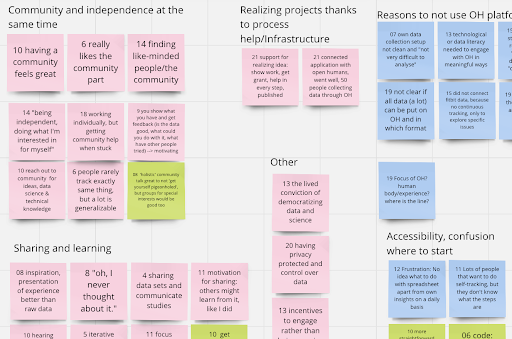 Community and independence at the
same time
10 having a
community
feels great
6 really
likes the
community
part
14 finding
like-minded
people/the
community
14 "being
independent,
doing what I'm
interested in
for myself"
18 working
individually, but
getting
community help
when stuck
9 you show what
you have and get
feedback (is the data
good, what could
you do with it, what
have other people
tried) --> motivating
10 reach out to
community for
ideas, data
science &
technical
knowledge
6 people rarely
track exactly
same thing,
but a lot is
generalizable
08 "holistic" community
talk great to not get
yourself pigeonholed,
but groups for special
interests would be
good too
Sharing and learning
08 inspiration,
presentation of
experience
better than
raw data
8 "oh, I
never
thought
about it."
4 sharing
data sets and
communicate
studies
11 motivation for
sharing: others
might learn from it,
like I did
10 hearing
5 iterative
11 focus
10 get
Realizing projects thanks
to process
help/Infrastructure
21 support for
realizing idea:
show work, get
grant, help in
every step,
published
21 connected
application with
open humans,
went well, 50
people collecting
data through OH
Other
13 the lived
conviction of
democratizing
data and
science
20 having
privacy
protected and
control over
data
13 incentives
to engage
rather than
Reasons to not use OH platfo
07 own data
collection setup
not clean and "not
very difficult to
analyse"
13 technological
or data literacy
needed to engage
with OH in
meaningful ways
19 not clear if
all data (a lot)
can be put
on OH and in
which format
15 did not connect
fitbit data, because
no continuous
tracking, only to
explore specific
issues
19 Focus of OH?
human
body/experience?
where is the line?
Accessibility, confusion
where to start
12 Frustration: No
idea what to do
with spreadsheet
apart from own
insights on a daily
basis
11 Lots of people
that want to do
self-tracking, but
they don't know
what the steps
are
10 more
06 code: